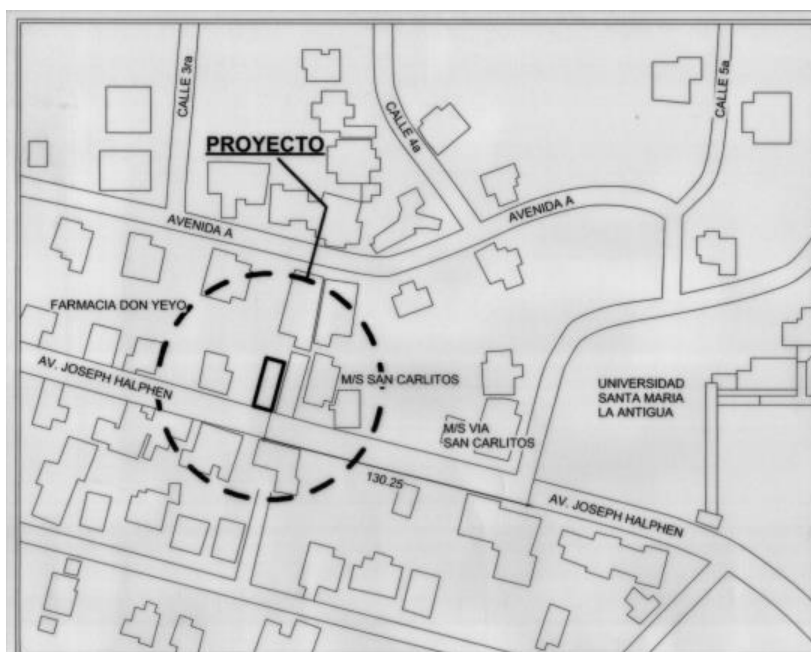 CALLE 3ra
CALLE 4a
CALLE 5a
PROYECTO
AVENIDA A
AVENIDA A
FARMACIA DON YEYO
AV. JOSEPH HALPHEN
M/S SAN CARLITOS
UNIVERSIDAD
SANTA MARIA
LA ANTIGUA
M/S VIA
SAN CARLITOS
130.25
AV. JOSEPH HALPHEN